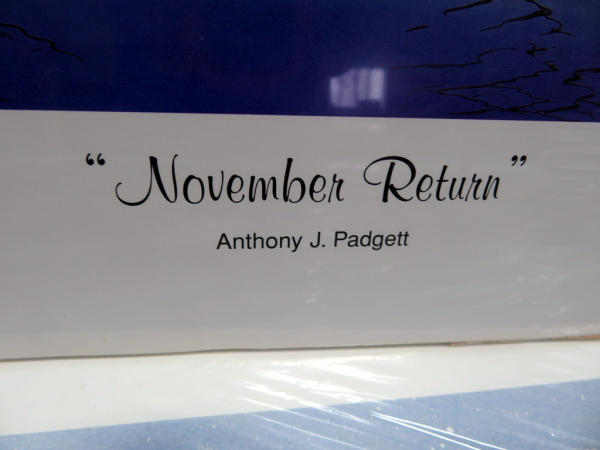 “November Return”
Anthony J. Padgett